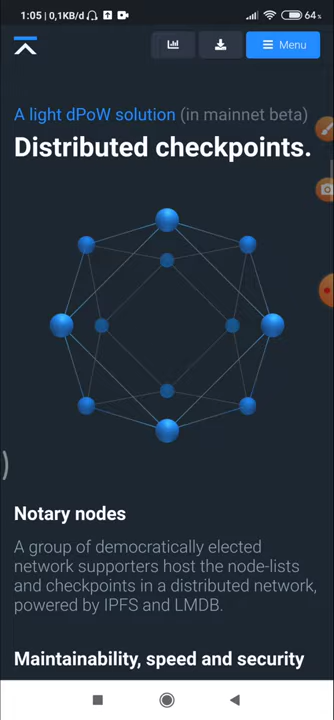 1:05 0,1KB/d 64%
Menu
A light dPoW solution (in mainnet beta)
Distributed checkpoints.
Notary nodes
A group of democratically elected
network supporters host the node-lists
and checkpoints in a distributed network,
powered by IPFS and LMDB.
Maintainability, speed and security